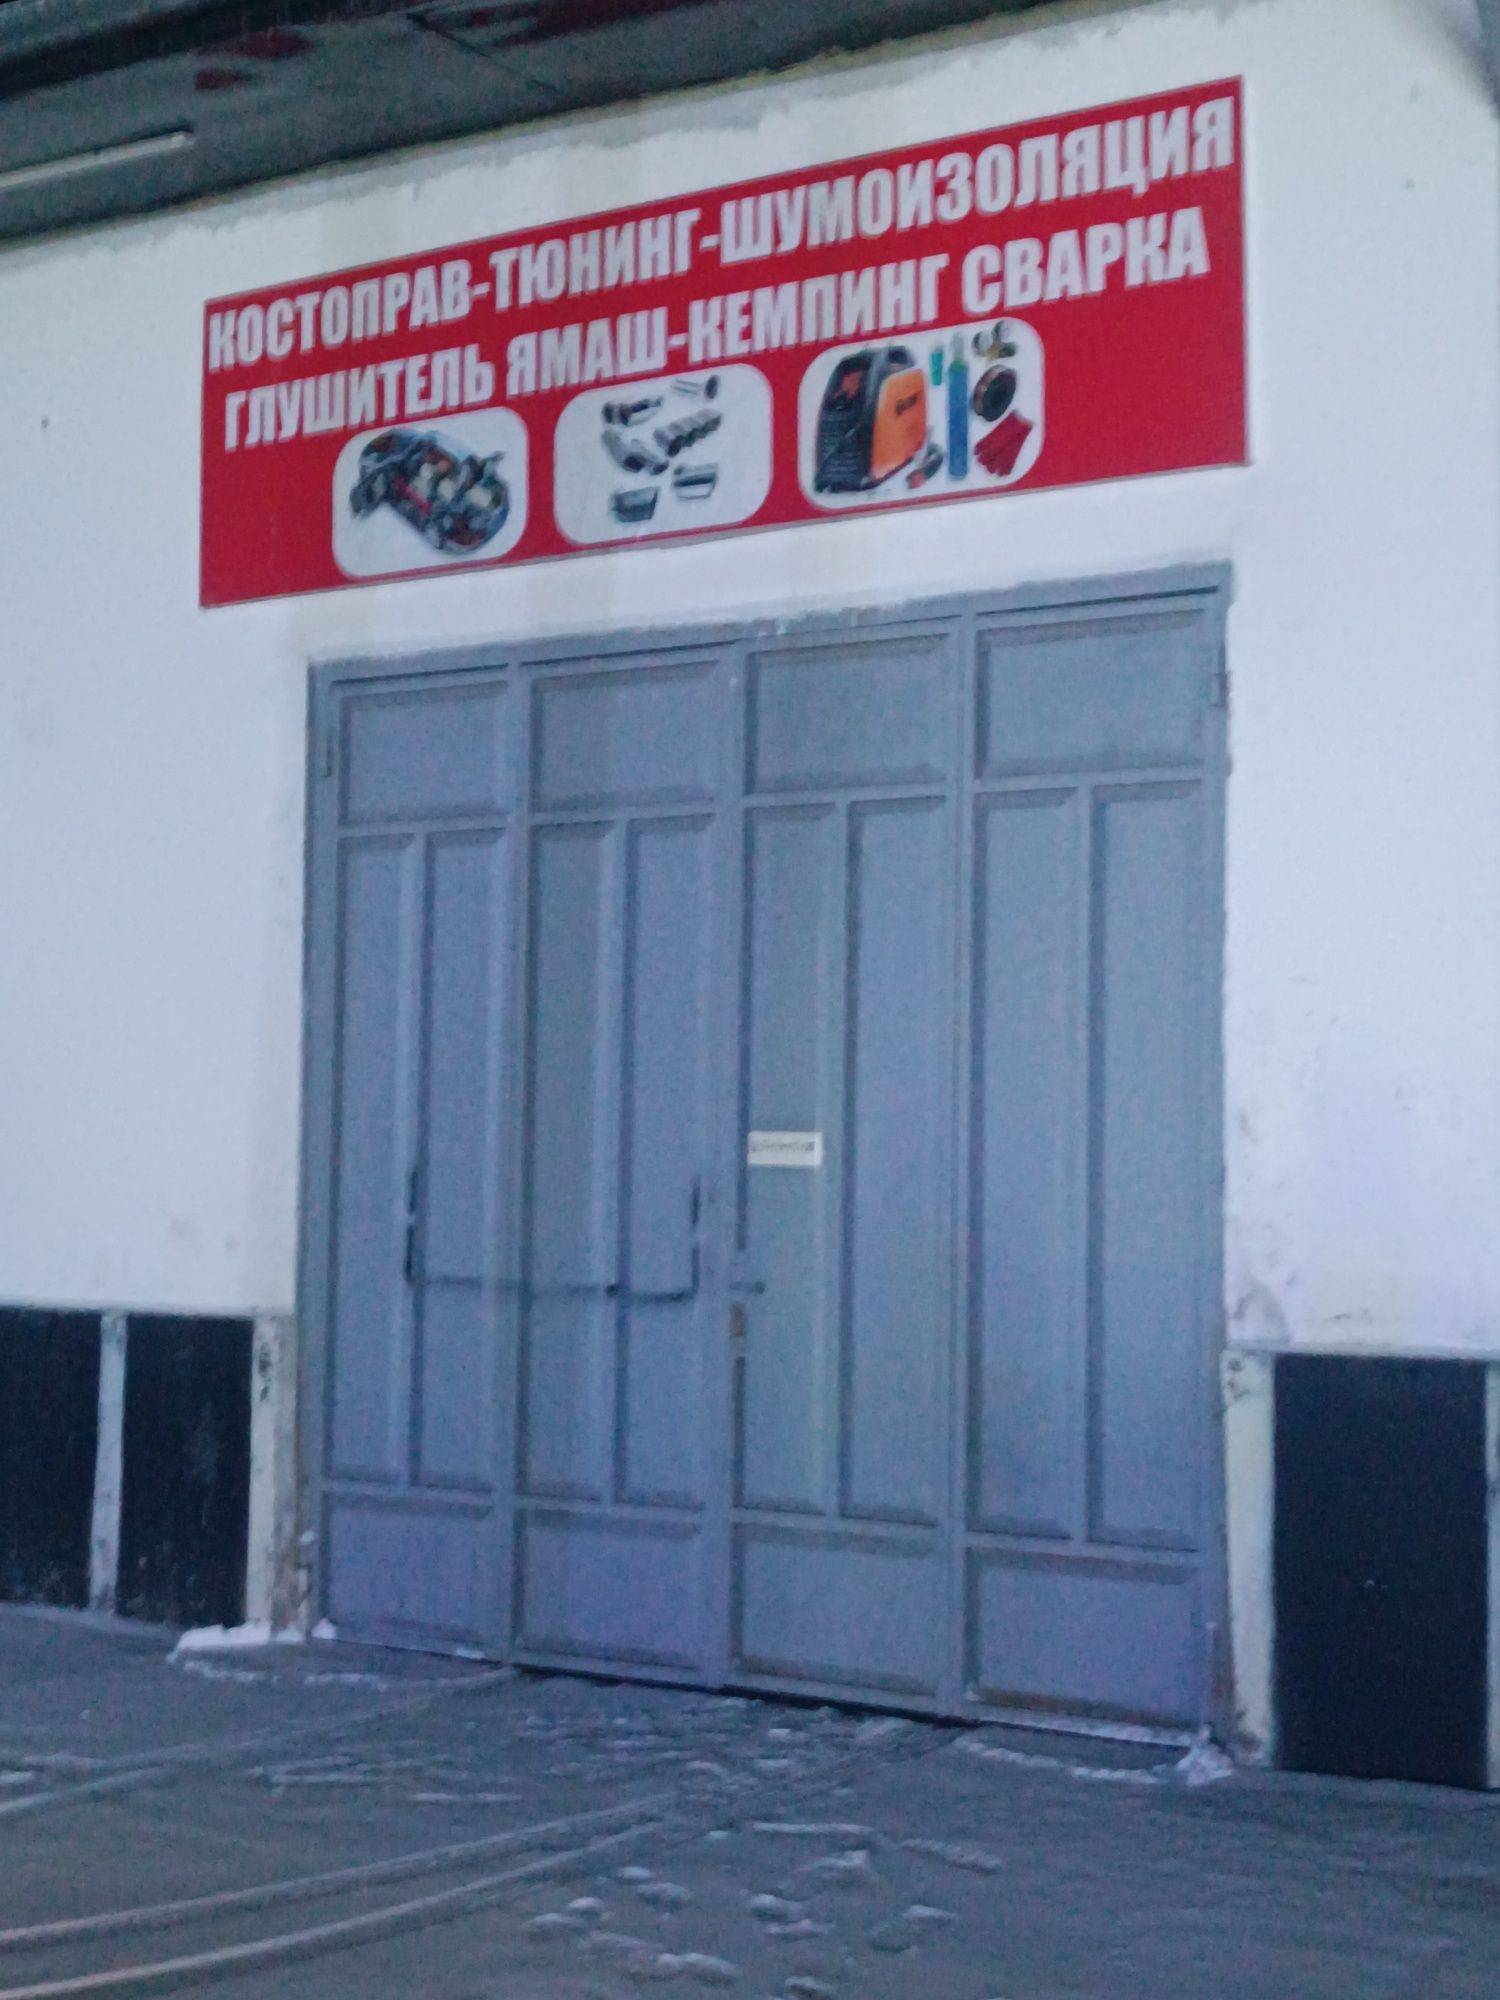 КОСТОПРАВ-ТЮНИНГ-ШУМОИЗОЛЯЦИЯ
ГЛУШИТЕЛЬ ЯМАШ-КЕМПИНГ СВАРКА